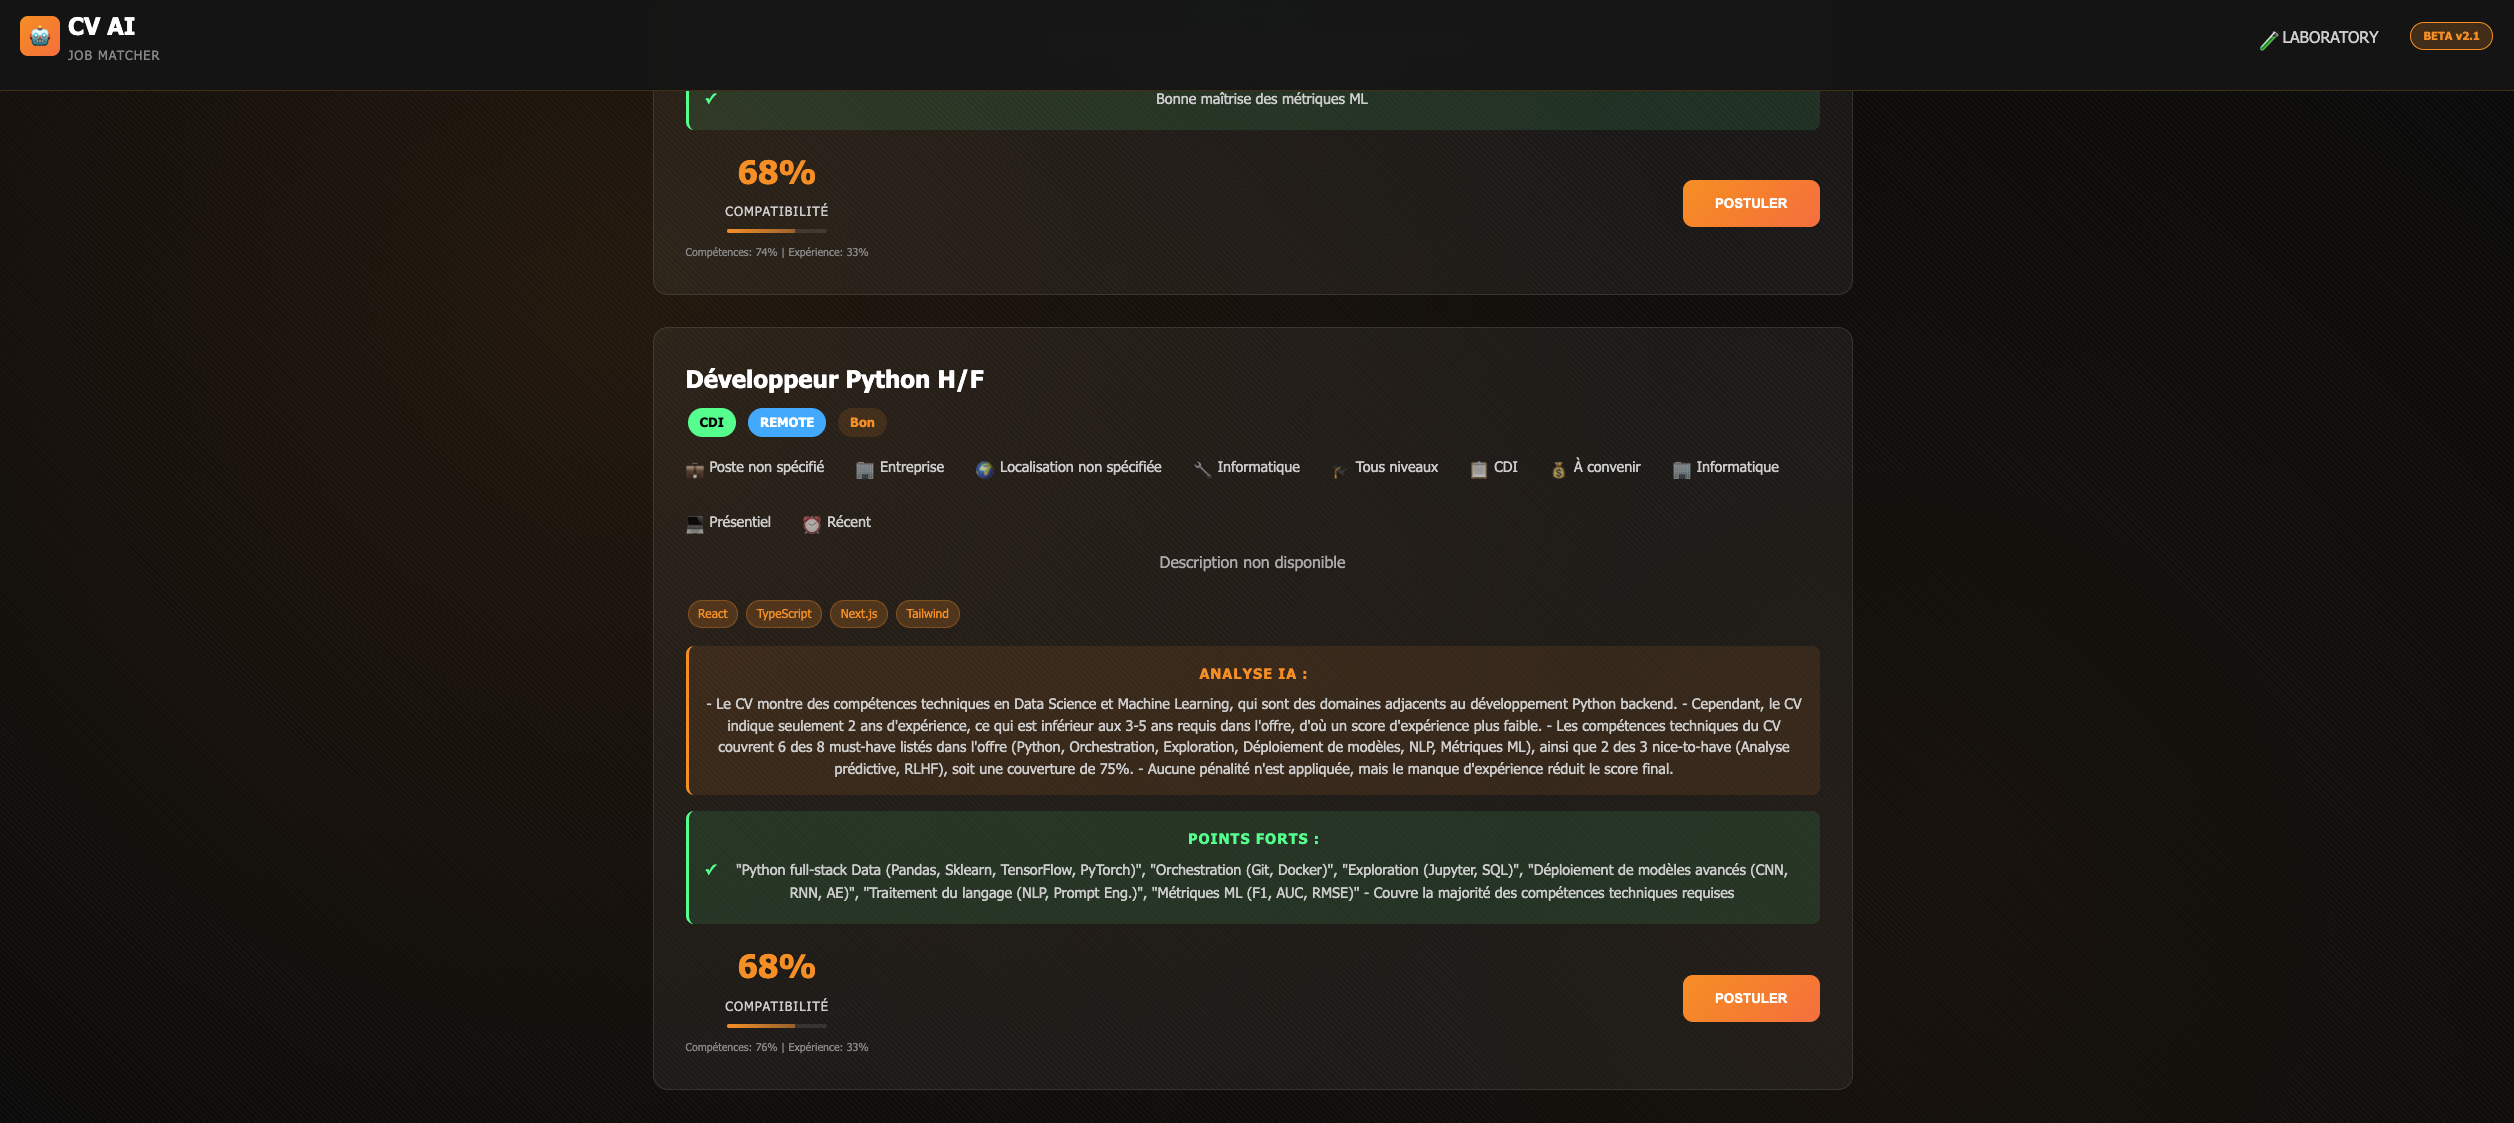 CV AI
JOB MATCHER
LABORATORY
BETA v2.1
✓ Bonne maîtrise des métriques ML
68%
COMPATIBILITÉ
POSTULER
Compétences: 74% | Expérience: 33%
Développeur Python H/F
CDI REMOTE Bon
Poste non spécifié Entreprise Localisation non spécifiée Informatique Tous niveaux CDI À convenir Informatique
Présentiel Récent
Description non disponible
React TypeScript Next.js Tailwind
ANALYSE IA :
- Le CV montre des compétences techniques en Data Science et Machine Learning, qui sont des domaines adjacents au développement Python backend. - Cependant, le CV
indique seulement 2 ans d'expérience, ce qui est inférieur aux 3-5 ans requis dans l'offre, d'où un score d'expérience plus faible. - Les compétences techniques du CV
couvrent 6 des 8 must-have listés dans l'offre (Python, Orchestration, Exploration, Déploiement de modèles, NLP, Métriques ML), ainsi que 2 des 3 nice-to-have (Analyse
prédictive, RLHF), soit une couverture de 75%. - Aucune pénalité n'est appliquée, mais le manque d'expérience réduit le score final.
POINTS FORTS :
✓ "Python full-stack Data (Pandas, Sklearn, TensorFlow, PyTorch)", "Orchestration (Git, Docker)", "Exploration (Jupyter, SQL)", "Déploiement de modèles avancés (CNN,
RNN, AE)", "Traitement du langage (NLP, Prompt Eng.)", "Métriques ML (F1, AUC, RMSE)" - Couvre la majorité des compétences techniques requises
68%
COMPATIBILITÉ
POSTULER
Compétences: 76% | Expérience: 33%